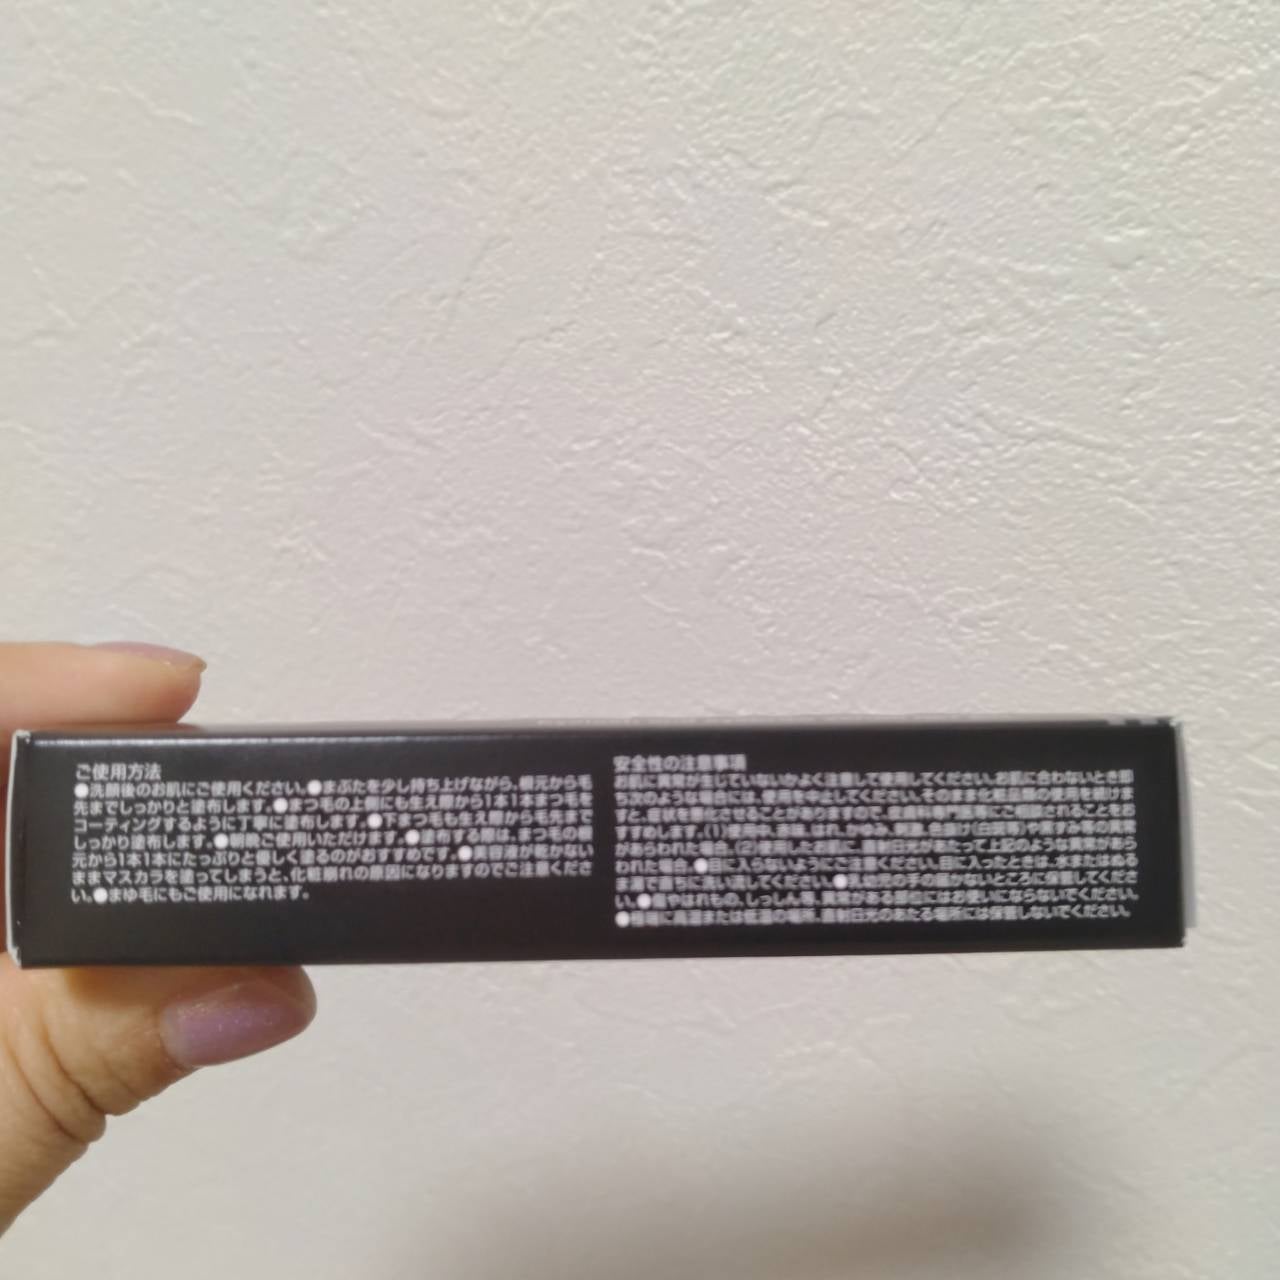 ご使用方法
●洗顔後のお肌にご使用ください。●まぶたを少し持ち上げながら、根元から毛
先までしっかりと塗布します。●まつ毛の上側にも生え際から1本1本まつ毛を
コーティングするように丁寧に塗布します。●下まつ毛も生え際から毛先まで
しっかり塗布します。●朝晩ご使用いただけます。●塗布する際は、まつ毛の根
元から1本1本にたっぷりと優しく塗るのがおすすめです。●美容液が乾かない
ままマスカラを塗ってしまうと、化粧崩れの原因になりますのでご注意くださ
い。●まゆ毛にもご使用になれます。
安全性の注意事項
お肌に異常が生じていないかよく注意して使用してください。お肌に合わないとき即
ち次のような場合には、使用を中止してください。そのまま化粧品類の使用を続けま
すと、症状を悪化させることがありますので、皮膚科専門医等にご相談されることをお
すすめします。(1)使用中、赤味、はれ、かゆみ、刺激、色抜け(白斑等)や黒ずみ等の異常
があらわれた場合。(2)使用したお肌に、直射日光があたって上記のような異常があら
われた場合。●目に入らないようにご注意ください。目に入ったときは、水またはぬる
ま湯で直ちに洗い流してください。●乳幼児の手の届かないところに保管してくださ
い。●傷やはれもの、しっしん等、異常がある部位にはお使いにならないでください。
●極端に高温または低温の場所、直射日光のあたる場所には保管しないでください。